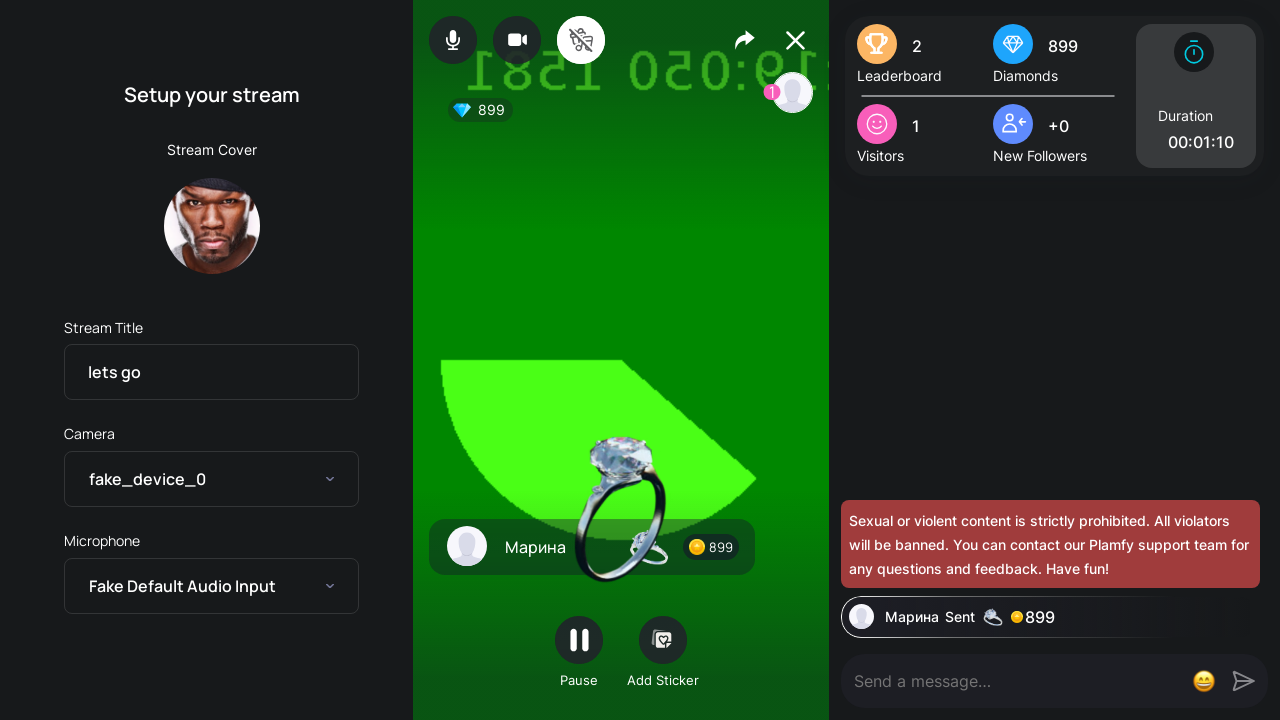 Setup your stream
Stream Cover
Stream Title
lets go
Camera
fake_device_0
Microphone
Fake Default Audio Input
19:050 1581
899
1
Марина
899
Pause
Add Sticker
2
Leaderboard
899
Diamonds
1
Visitors
+0
New Followers
Duration
00:01:10
Sexual or violent content is strictly prohibited. All violators
will be banned. You can contact our Plamfy support team for
any questions and feedback. Have fun!
Марина Sent 899
Send a message...